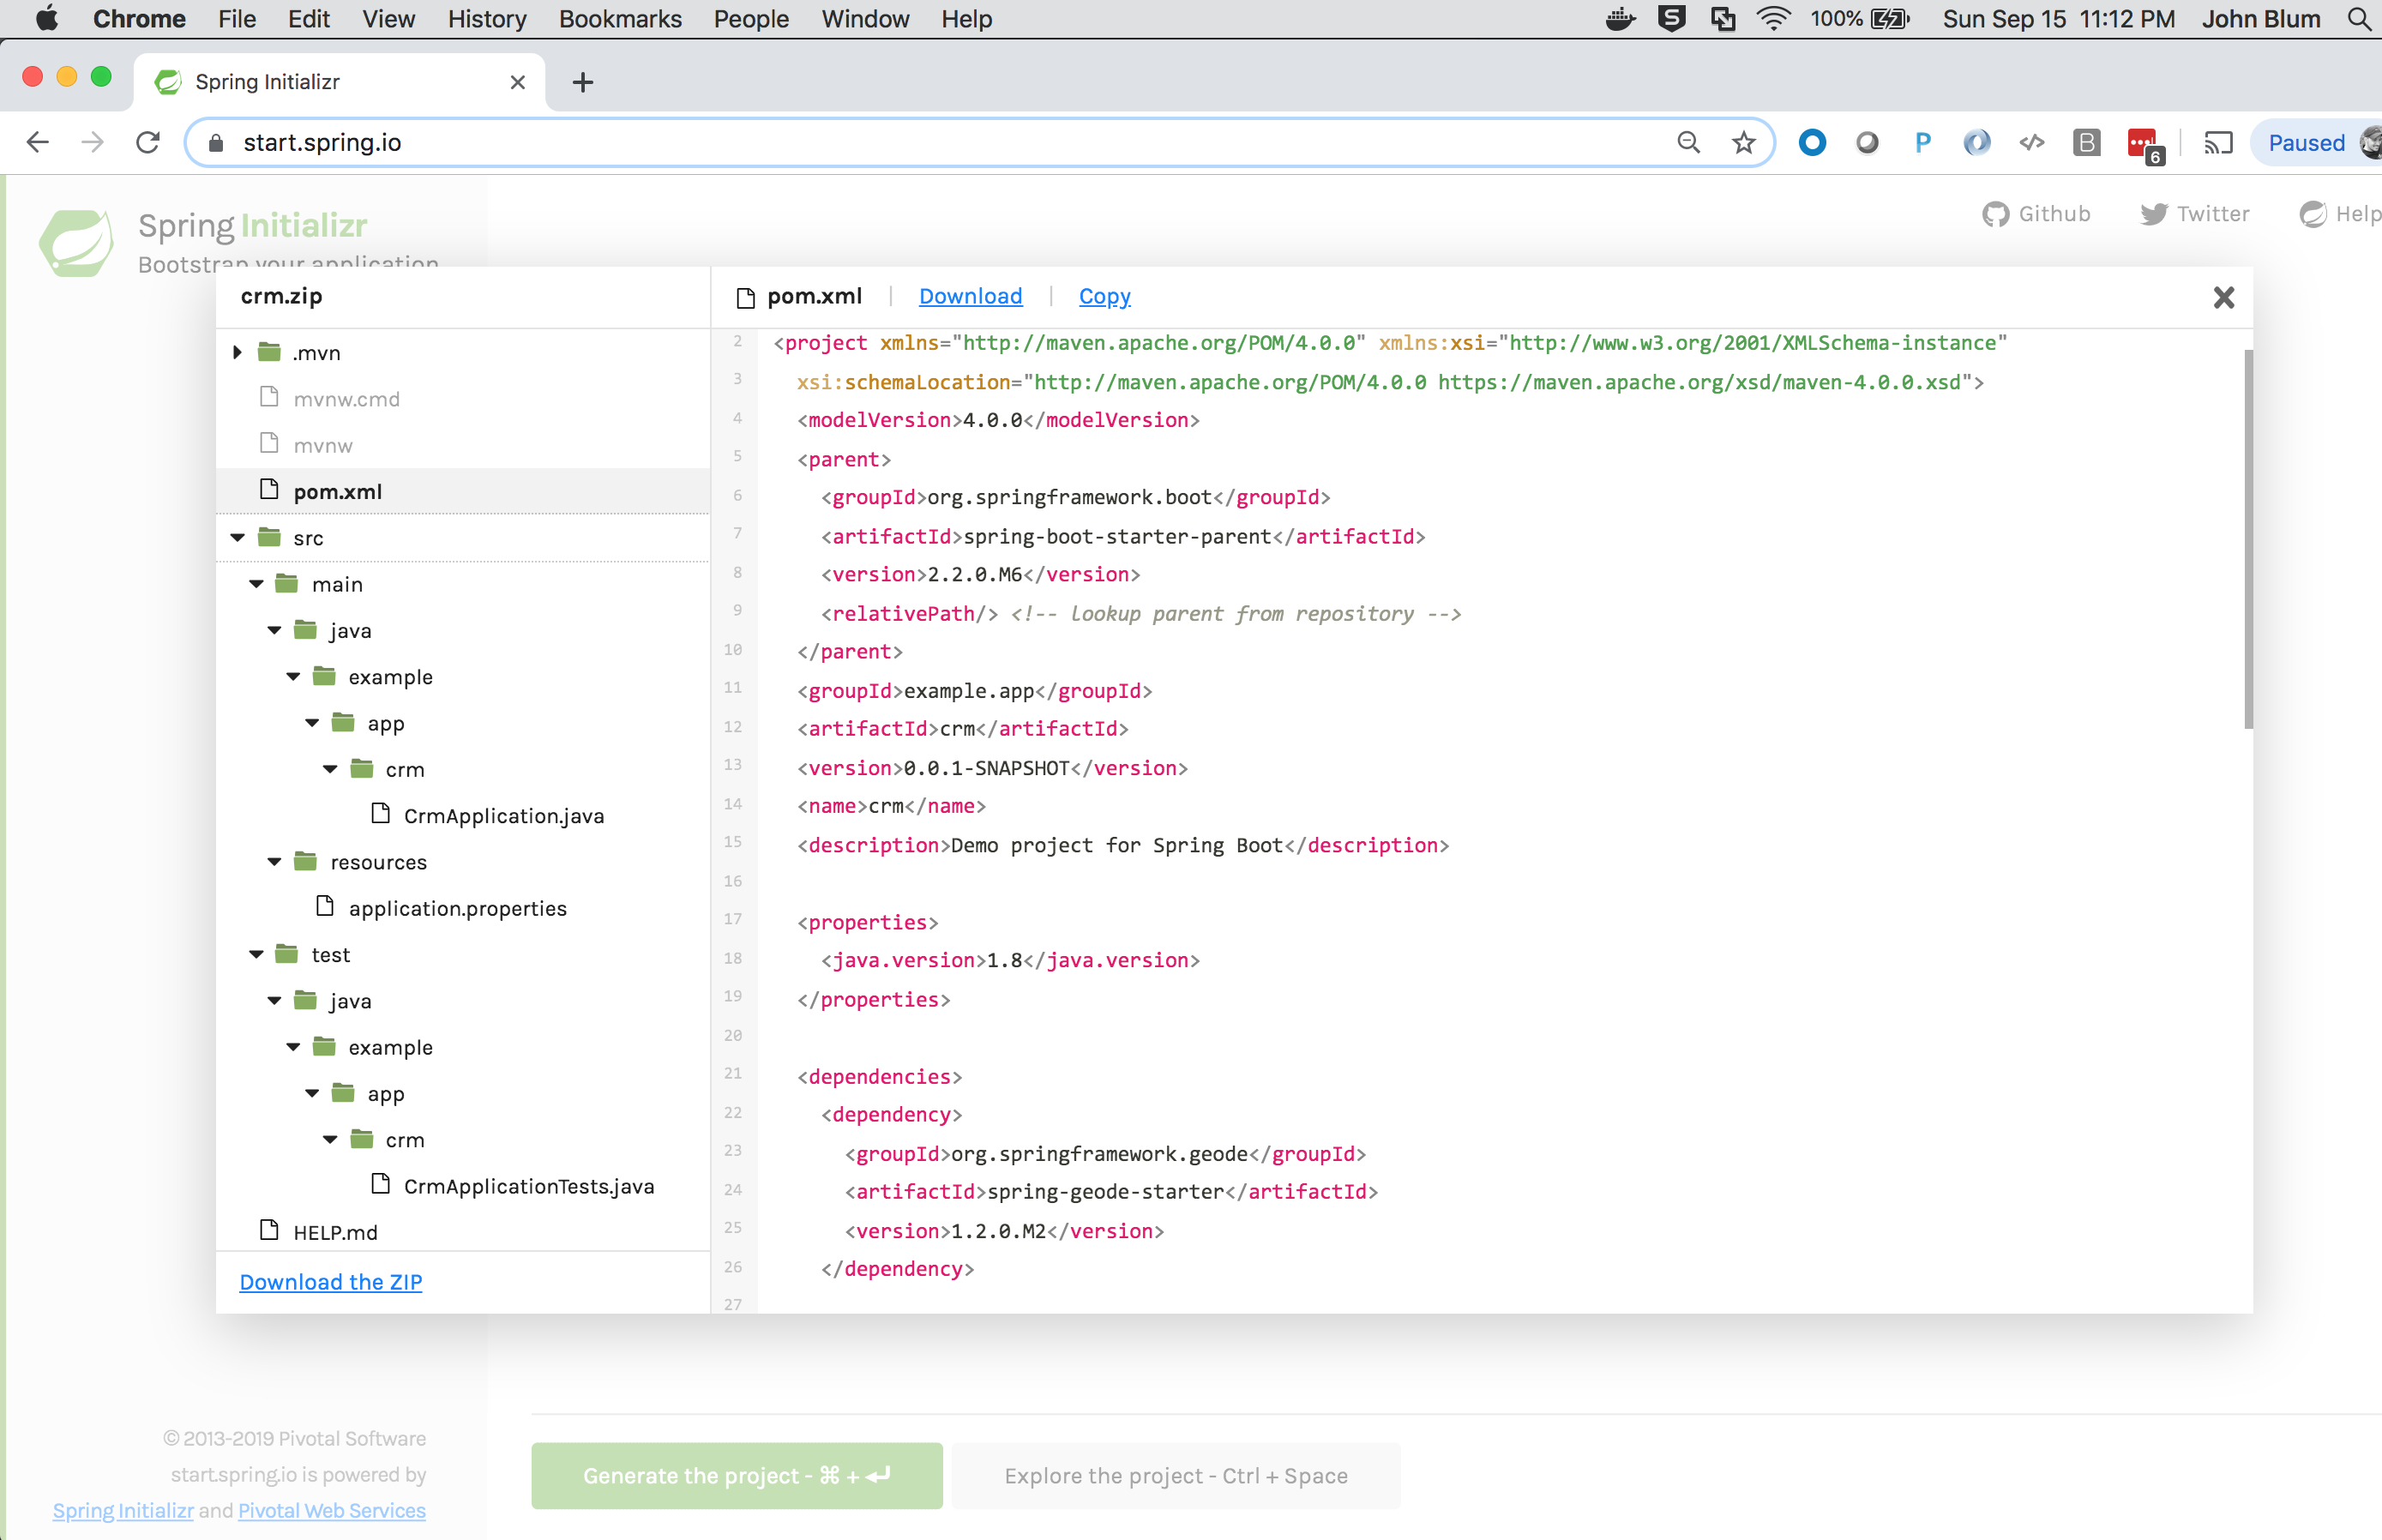 Chrome File Edit View History Bookmarks People Window Help 100% Sun Sep 15 11:12 PM John Blum
Spring Initializr
start.spring.io
6
Paused
Spring Initializr
Bootstrap your application
Github Twitter Help
crm.zip
pom.xml | Download | Copy
.mvn
mvnw.cmd
mvnw
pom.xml
src
main
java
example
app
crm
CrmApplication.java
resources
application.properties
test
java
example
app
crm
CrmApplicationTests.java
HELP.md
Download the ZIP
2 <project xmlns="http://maven.apache.org/POM/4.0.0" xmlns:xsi="http://www.w3.org/2001/XMLSchema-instance"
3 xsi:schemaLocation="http://maven.apache.org/POM/4.0.0 https://maven.apache.org/xsd/maven-4.0.0.xsd">
4 <modelVersion>4.0.0</modelVersion>
5 <parent>
6 <groupId>org.springframework.boot</groupId>
7 <artifactId>spring-boot-starter-parent</artifactId>
8 <version>2.2.0.M6</version>
9 <relativePath/> <!-- lookup parent from repository -->
10 </parent>
11 <groupId>example.app</groupId>
12 <artifactId>crm</artifactId>
13 <version>0.0.1-SNAPSHOT</version>
14 <name>crm</name>
15 <description>Demo project for Spring Boot</description>
16
17 <properties>
18 <java.version>1.8</java.version>
19 </properties>
20
21 <dependencies>
22 <dependency>
23 <groupId>org.springframework.geode</groupId>
24 <artifactId>spring-geode-starter</artifactId>
25 <version>1.2.0.M2</version>
26 </dependency>
27
© 2013-2019 Pivotal Software
start.spring.io is powered by
Spring Initializr and Pivotal Web Services
Generate the project - ⌘ + ↵
Explore the project - Ctrl + Space